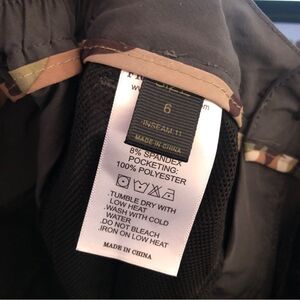 6
INSEAM 11
MADE IN CHINA
8% SPANDEX
POCKETING:
100% POLYESTER
.TUMBLE DRY WITH
LOW HEAT
.WASH WITH COLD
WATER
.DO NOT BLEACH
.IRON ON LOW HEAT
MADE IN CHINA